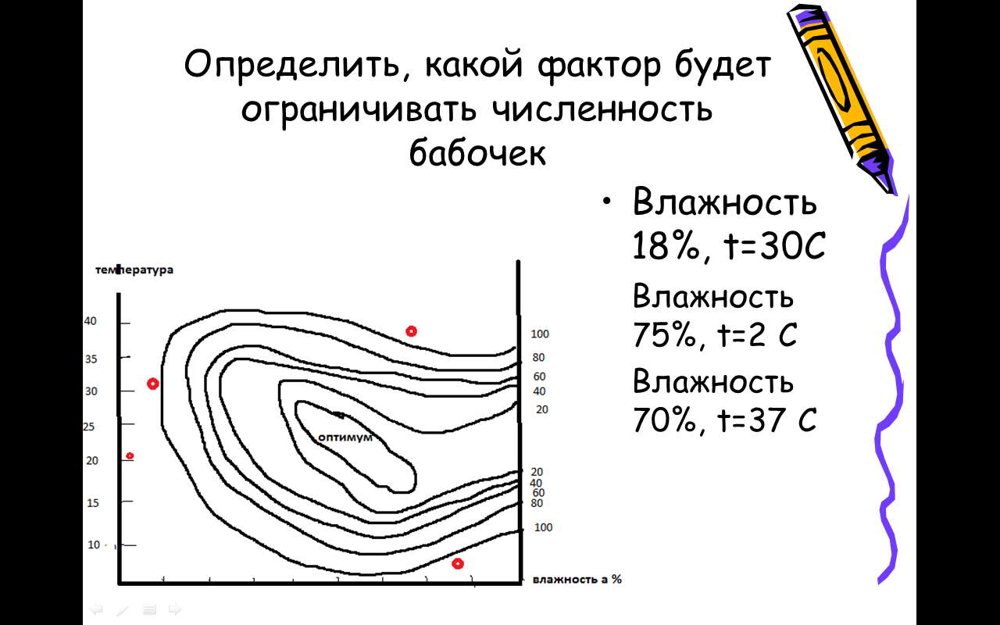 Определить, какой фактор будет
ограничивать численность
бабочек
• Влажность
18%, t=30C
Влажность
75%, t=2 C
Влажность
70%, t=37 C
температура
40
35
30
25
20
15
10
оптимум
100
80
60
40
20
20
40
60
80
100
влажность а %